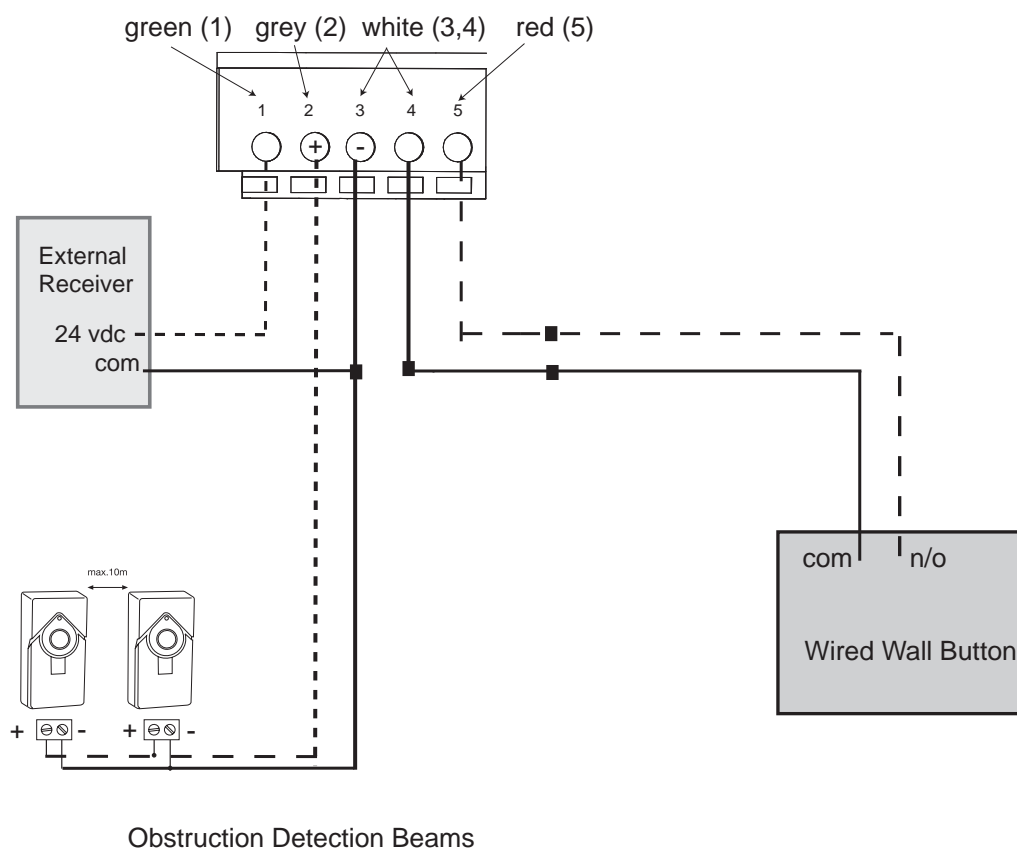 green (1) grey (2) white (3,4) red (5)
1 2 3 4 5
+ -
External
Receiver
24 vdc
com
max.10m
com n/o
Wired Wall Button
+ - + -
Obstruction Detection Beams